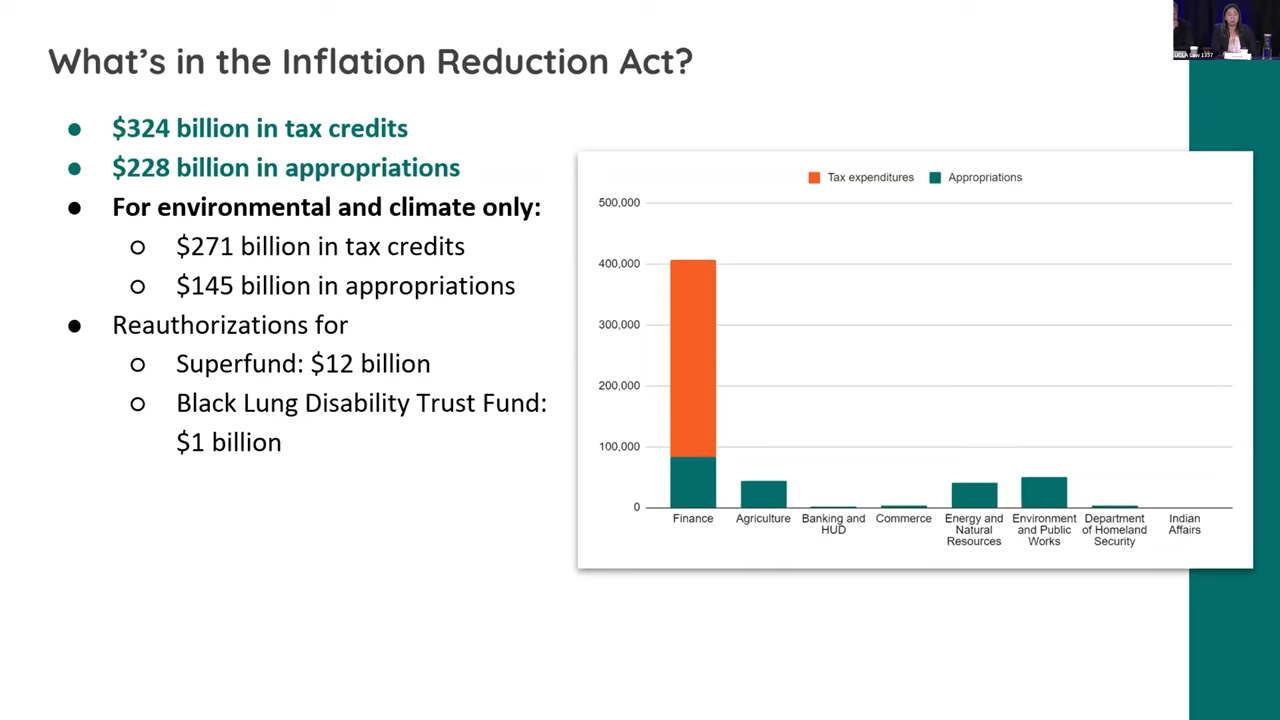 What's in the Inflation Reduction Act?
● $324 billion in tax credits
● $228 billion in appropriations
● For environmental and climate only:
○ $271 billion in tax credits
○ $145 billion in appropriations
● Reauthorizations for
○ Superfund: $12 billion
○ Black Lung Disability Trust Fund:
$1 billion
Tax expenditures
Appropriations
500,000
400,000
300,000
200,000
100,000
0
Finance
Agriculture
Banking and
HUD
Commerce
Energy and
Natural
Resources
Environment
and Public
Works
Department
of Homeland
Security
Indian
Affairs
UCLA Law 1357